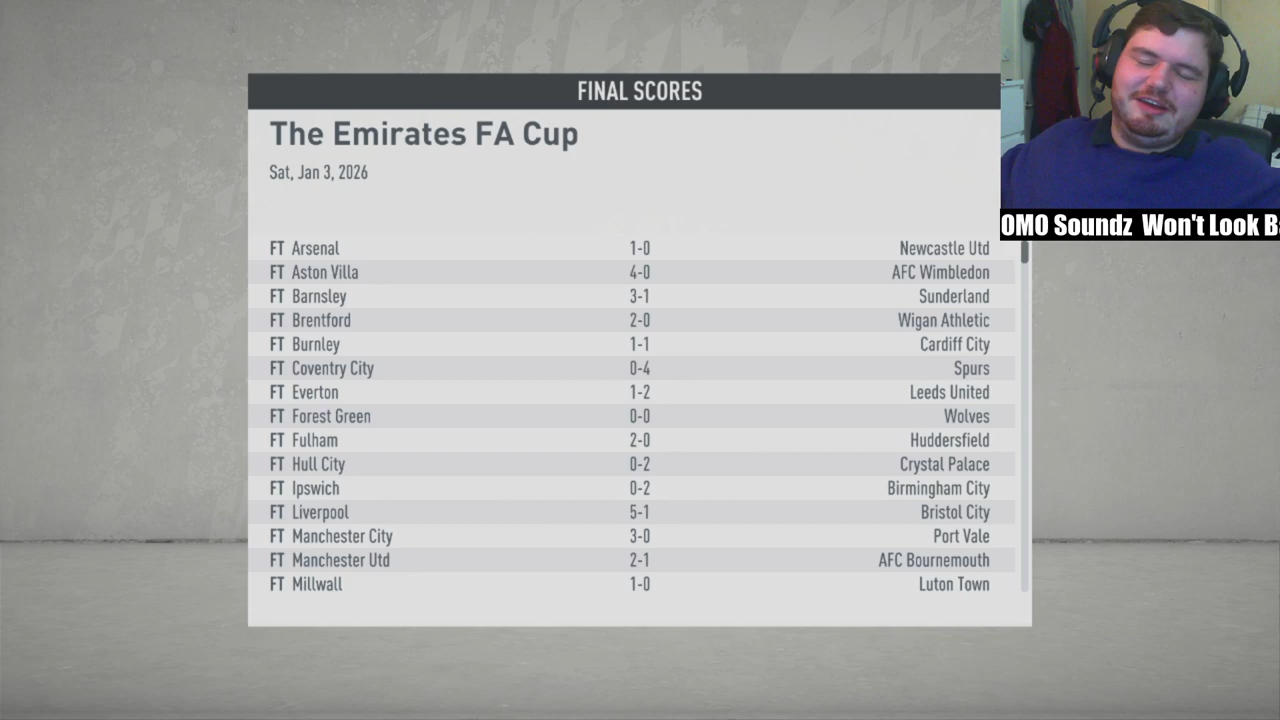 FINAL SCORES
The Emirates FA Cup
Sat, Jan 3, 2026
OMO Soundz Won't Look
FT Arsenal 1-0 Newcastle Utd
FT Aston Villa 4-0 AFC Wimbledon
FT Barnsley 3-1 Sunderland
FT Brentford 2-0 Wigan Athletic
FT Burnley 1-1 Cardiff City
FT Coventry City 0-4 Spurs
FT Everton 1-2 Leeds United
FT Forest Green 0-0 Wolves
FT Fulham 2-0 Huddersfield
FT Hull City 0-2 Crystal Palace
FT Ipswich 0-2 Birmingham City
FT Liverpool 5-1 Bristol City
FT Manchester City 3-0 Port Vale
FT Manchester Utd 2-1 AFC Bournemouth
FT Millwall 1-0 Luton Town